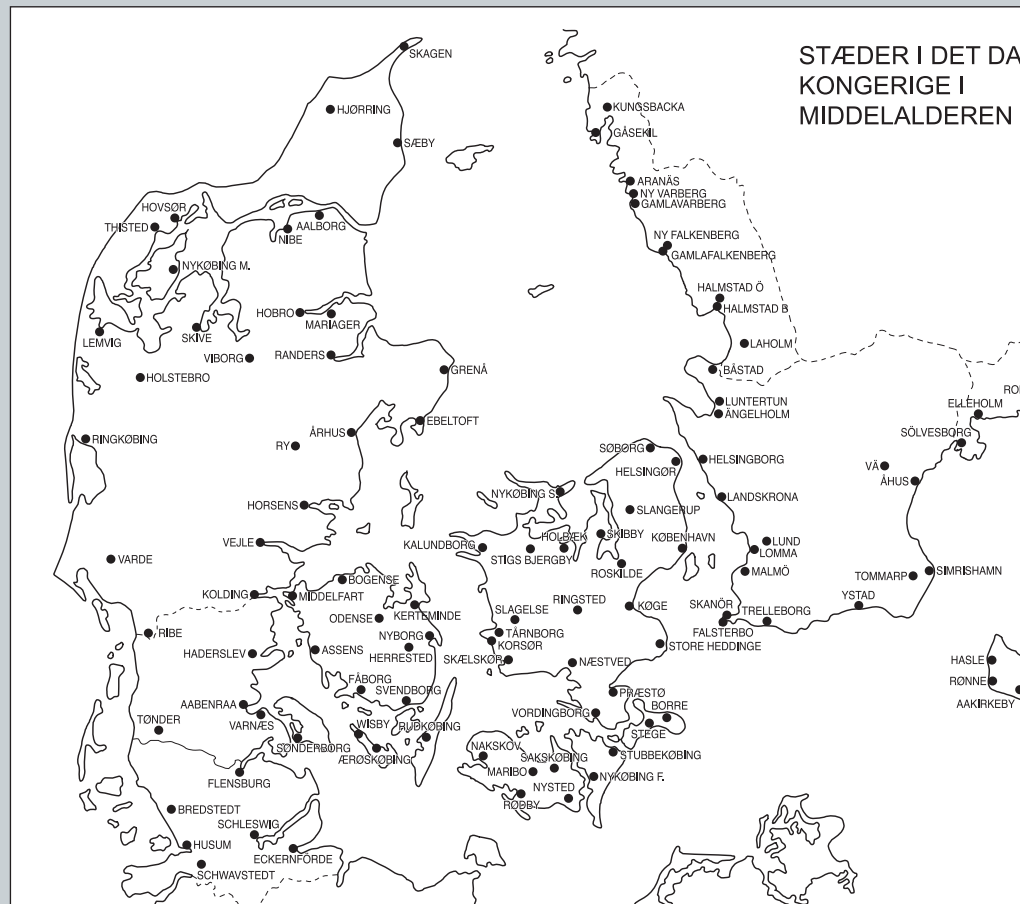 STÆDER I DET DA
KONGERIGE I
MIDDELALDEREN
SKAGEN
HJØRRING
SÆBY
HOVSØR
THISTED
AALBORG
NIBE
NYKØBING M.
HOBRO
MARIAGER
LEMVIG
SKIVE
VIBORG
RANDERS
HOLSTEBRO
GRENÅ
EBELTOFT
RINGKØBING
ÅRHUS
RY
HORSENS
VEJLE
VARDE
KOLDING
MIDDELFART
BOGENSE
ODENSE
KERTEMINDE
NYBORG
HERRESTED
RIBE
HADERSLEV
ASSENS
FÅBORG
SVENDBORG
AABENRAA
VARNÆS
TØNDER
SØNDERBORG
WISBY
RUDKØBING
ÆRØSKØBING
FLENSBURG
BREDSTEDT
SCHLESWIG
HUSUM
ECKERNFÖRDE
SCHWAVSTEDT
KUNGSBACKA
GÅSEKIL
ARANÄS
NY VARBERG
GAMLAVARBERG
NY FALKENBERG
GAMLAFALKENBERG
HALMSTAD Ö
HALMSTAD B
LAHOLM
BÅSTAD
LUNTERTUN
ÄNGELHOLM
ELLEHOLM
RO
SÖLVESBORG
VÄ
ÅHUS
HELSINGBORG
LANDSKRONA
LUND
LOMMA
MALMÖ
TOMMARP
SIMRISHAMN
YSTAD
SKANÖR
TRELLEBORG
FALSTERBO
SØBORG
HELSINGØR
NYKØBING S.
SLANGERUP
HOLBÆK
SKIBBY
KØBENHAVN
KALUNDBORG
STIGS BJERGBY
ROSKILDE
RINGSTED
SLAGELSE
KØGE
TÅRNBORG
KORSØR
SKÆLSKØR
NÆSTVED
STORE HEDDINGE
PRÆSTØ
BORRE
VORDINGBORG
STEGE
NAKSKOV
SAKSKØBING
STUBBEKØBING
MARIBO
NYKØBING F.
NYSTED
RØDBY
HASLE
RØNNE
AAKIRKEBY